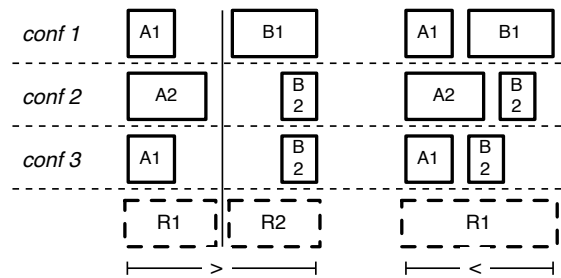 conf 1 A1 B1 A1 B1
conf 2 A2 B 2 A2 B 2
conf 3 A1 B 2 A1 B 2
R1 R2 R1
> <